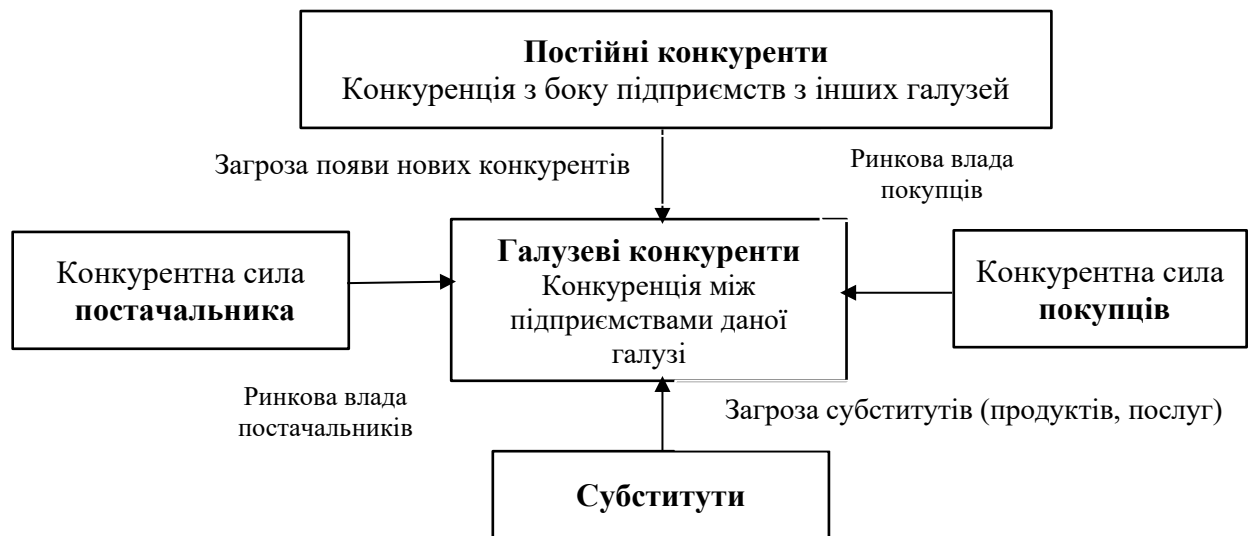 Постійні конкуренти
Конкуренція з боку підприємств з інших галузей
Загроза появи нових конкурентів
Ринкова влада
покупців
Конкурентна сила
постачальника
Галузеві конкуренти
Конкуренція між
підприємствами даної
галузі
Конкурентна сила
покупців
Ринкова влада
постачальників
Загроза субститутів (продуктів, послуг)
Субститути